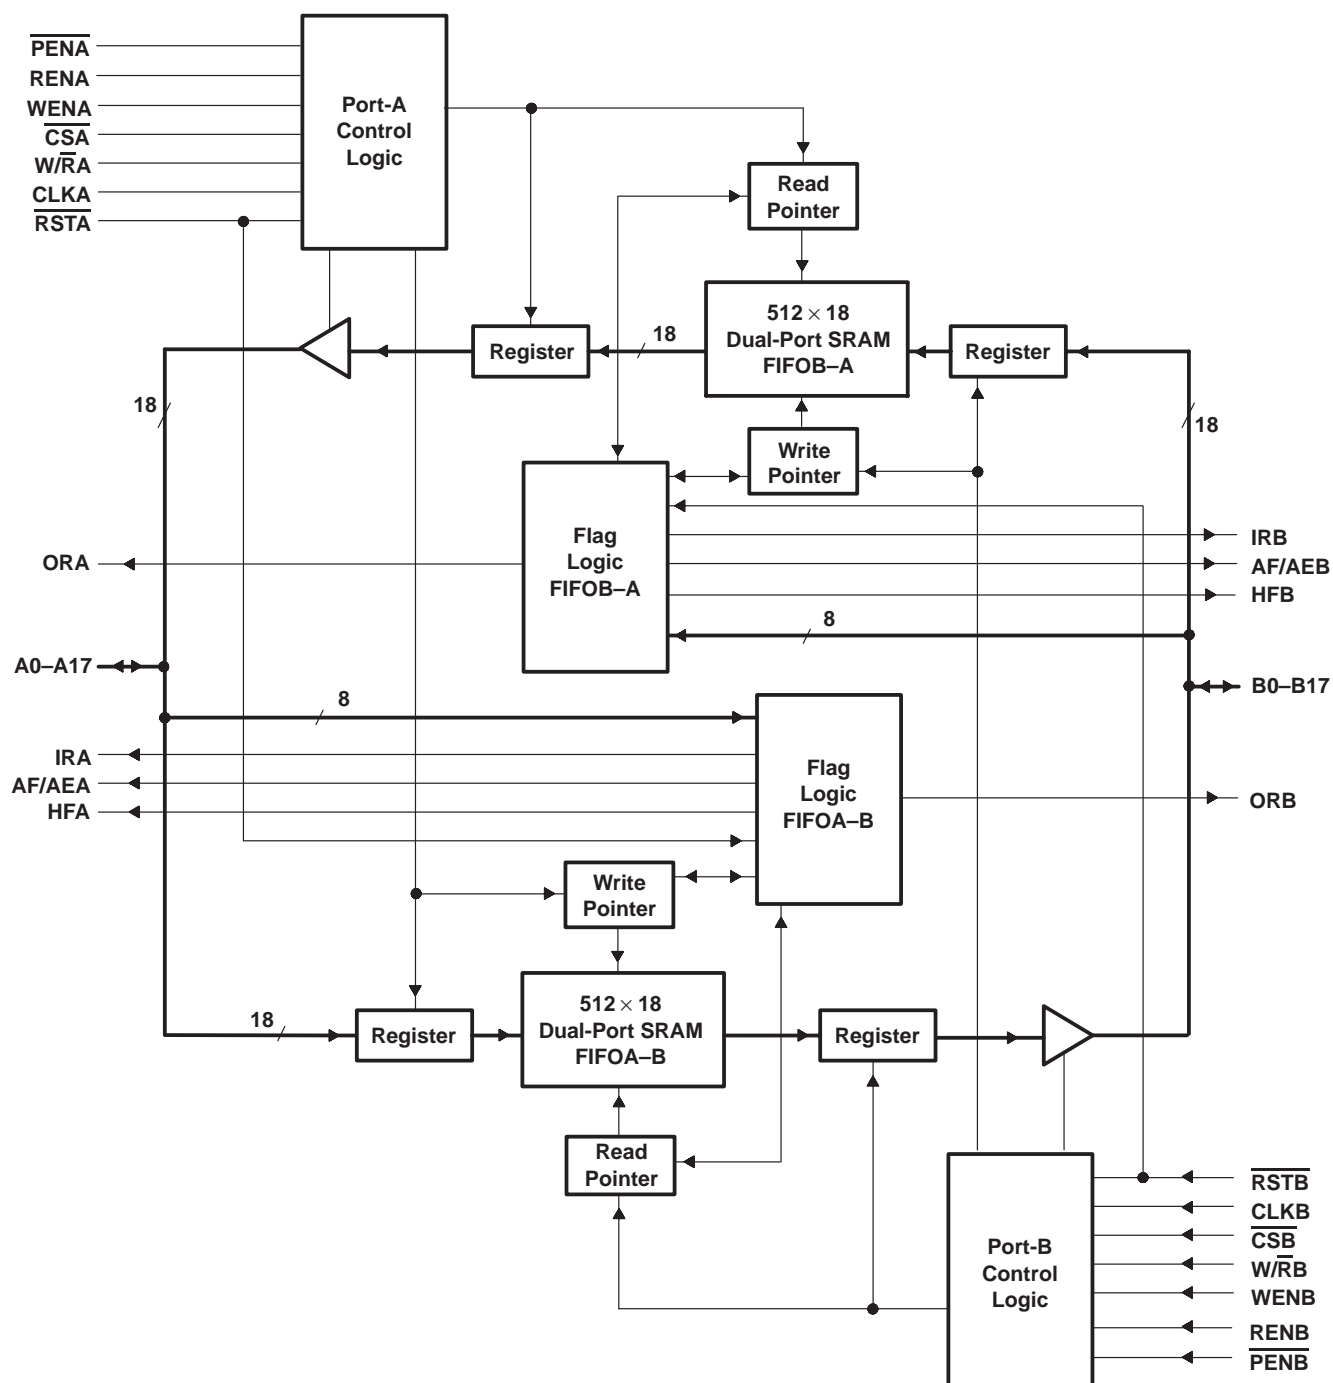 PENA
RENA
WENA
CSA
W/RA
CLKA
RSTA
Port-A
Control
Logic
Read
Pointer
512 × 18
Dual-Port SRAM
FIFOB–A
Register
18
Register
18
18
Write
Pointer
Flag
Logic
FIFOB–A
ORA
IRB
AF/AEB
HFB
8
A0–A17
B0–B17
8
IRA
AF/AEA
HFA
Flag
Logic
FIFOA–B
ORB
Write
Pointer
18
Register
512 × 18
Dual-Port SRAM
FIFOA–B
Register
Read
Pointer
Port-B
Control
Logic
RSTB
CLKB
CSB
W/RB
WENB
RENB
PENB